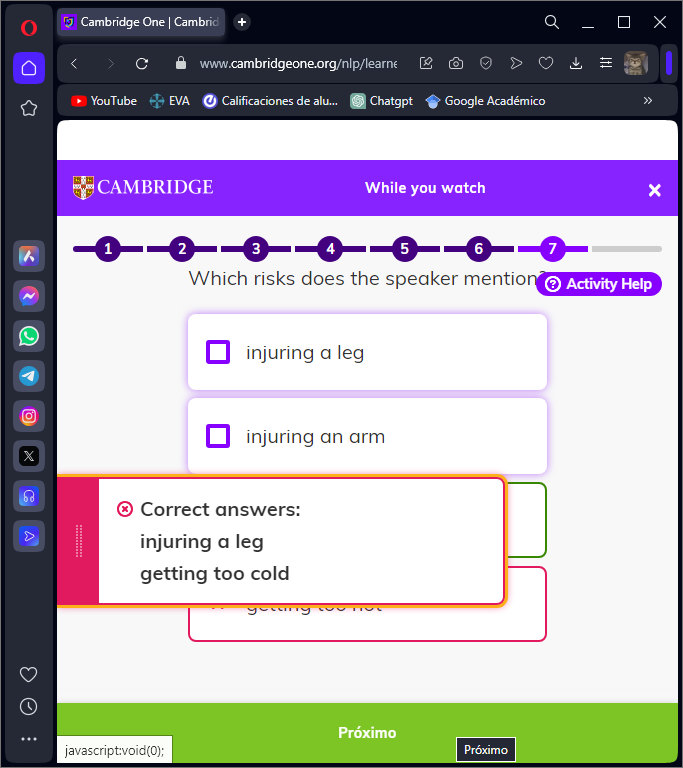 Cambridge One | Cambrid
www.cambridgeone.org/nlp/learne
YouTube
EVA
Calificaciones de alu...
Chatgpt
Google Académico
CAMBRIDGE
While you watch
1 2 3 4 5 6 7
Which risks does the speaker mention?
Activity Help
injuring a leg
injuring an arm
Correct answers:
injuring a leg
getting too cold
getting too hot
Próximo
javascript:void(0);
Próximo